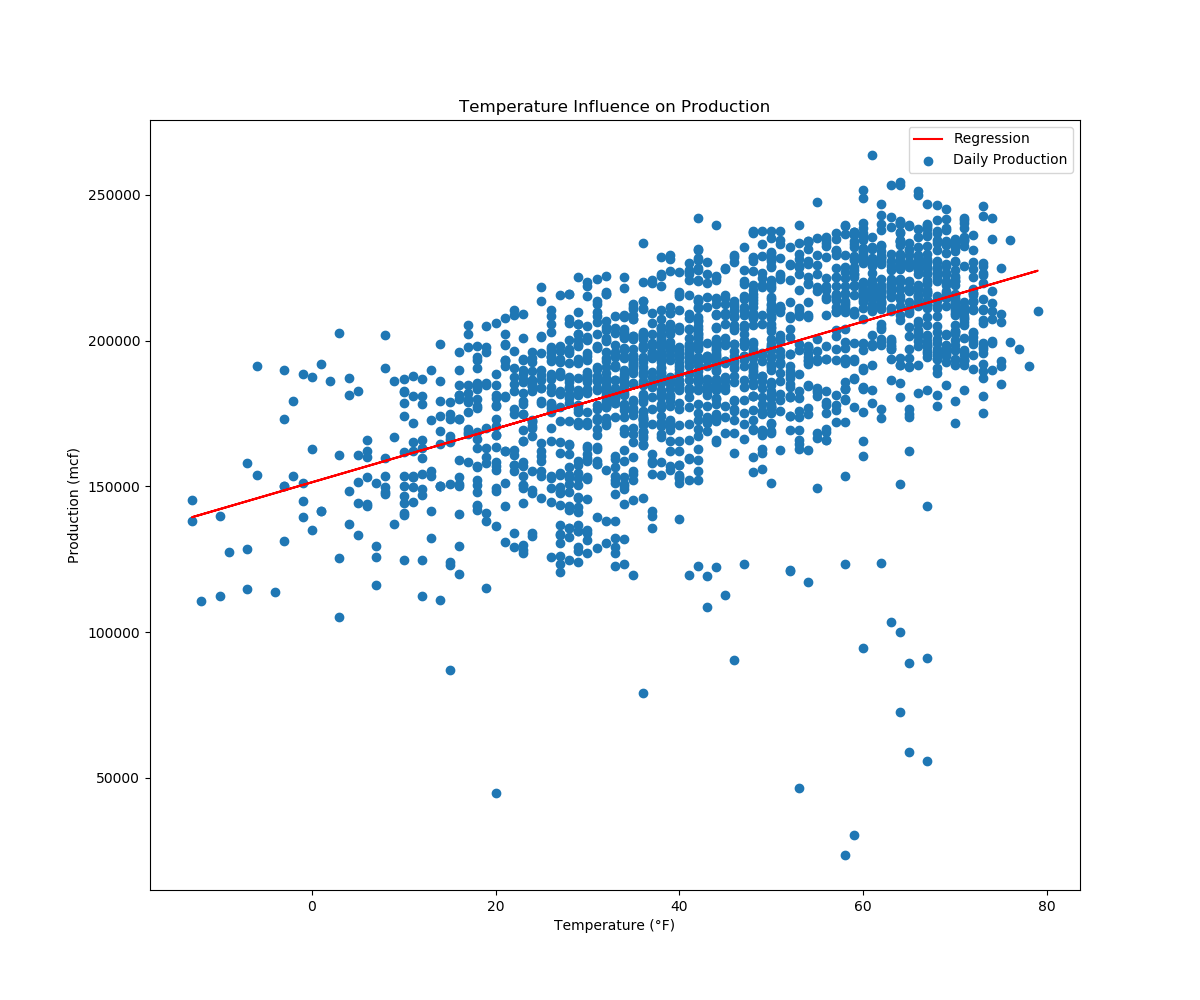 Temperature Influence on Production
Regression
Daily Production
250000
200000
150000
100000
50000
Production (mcf)
0 20 40 60 80
Temperature (°F)